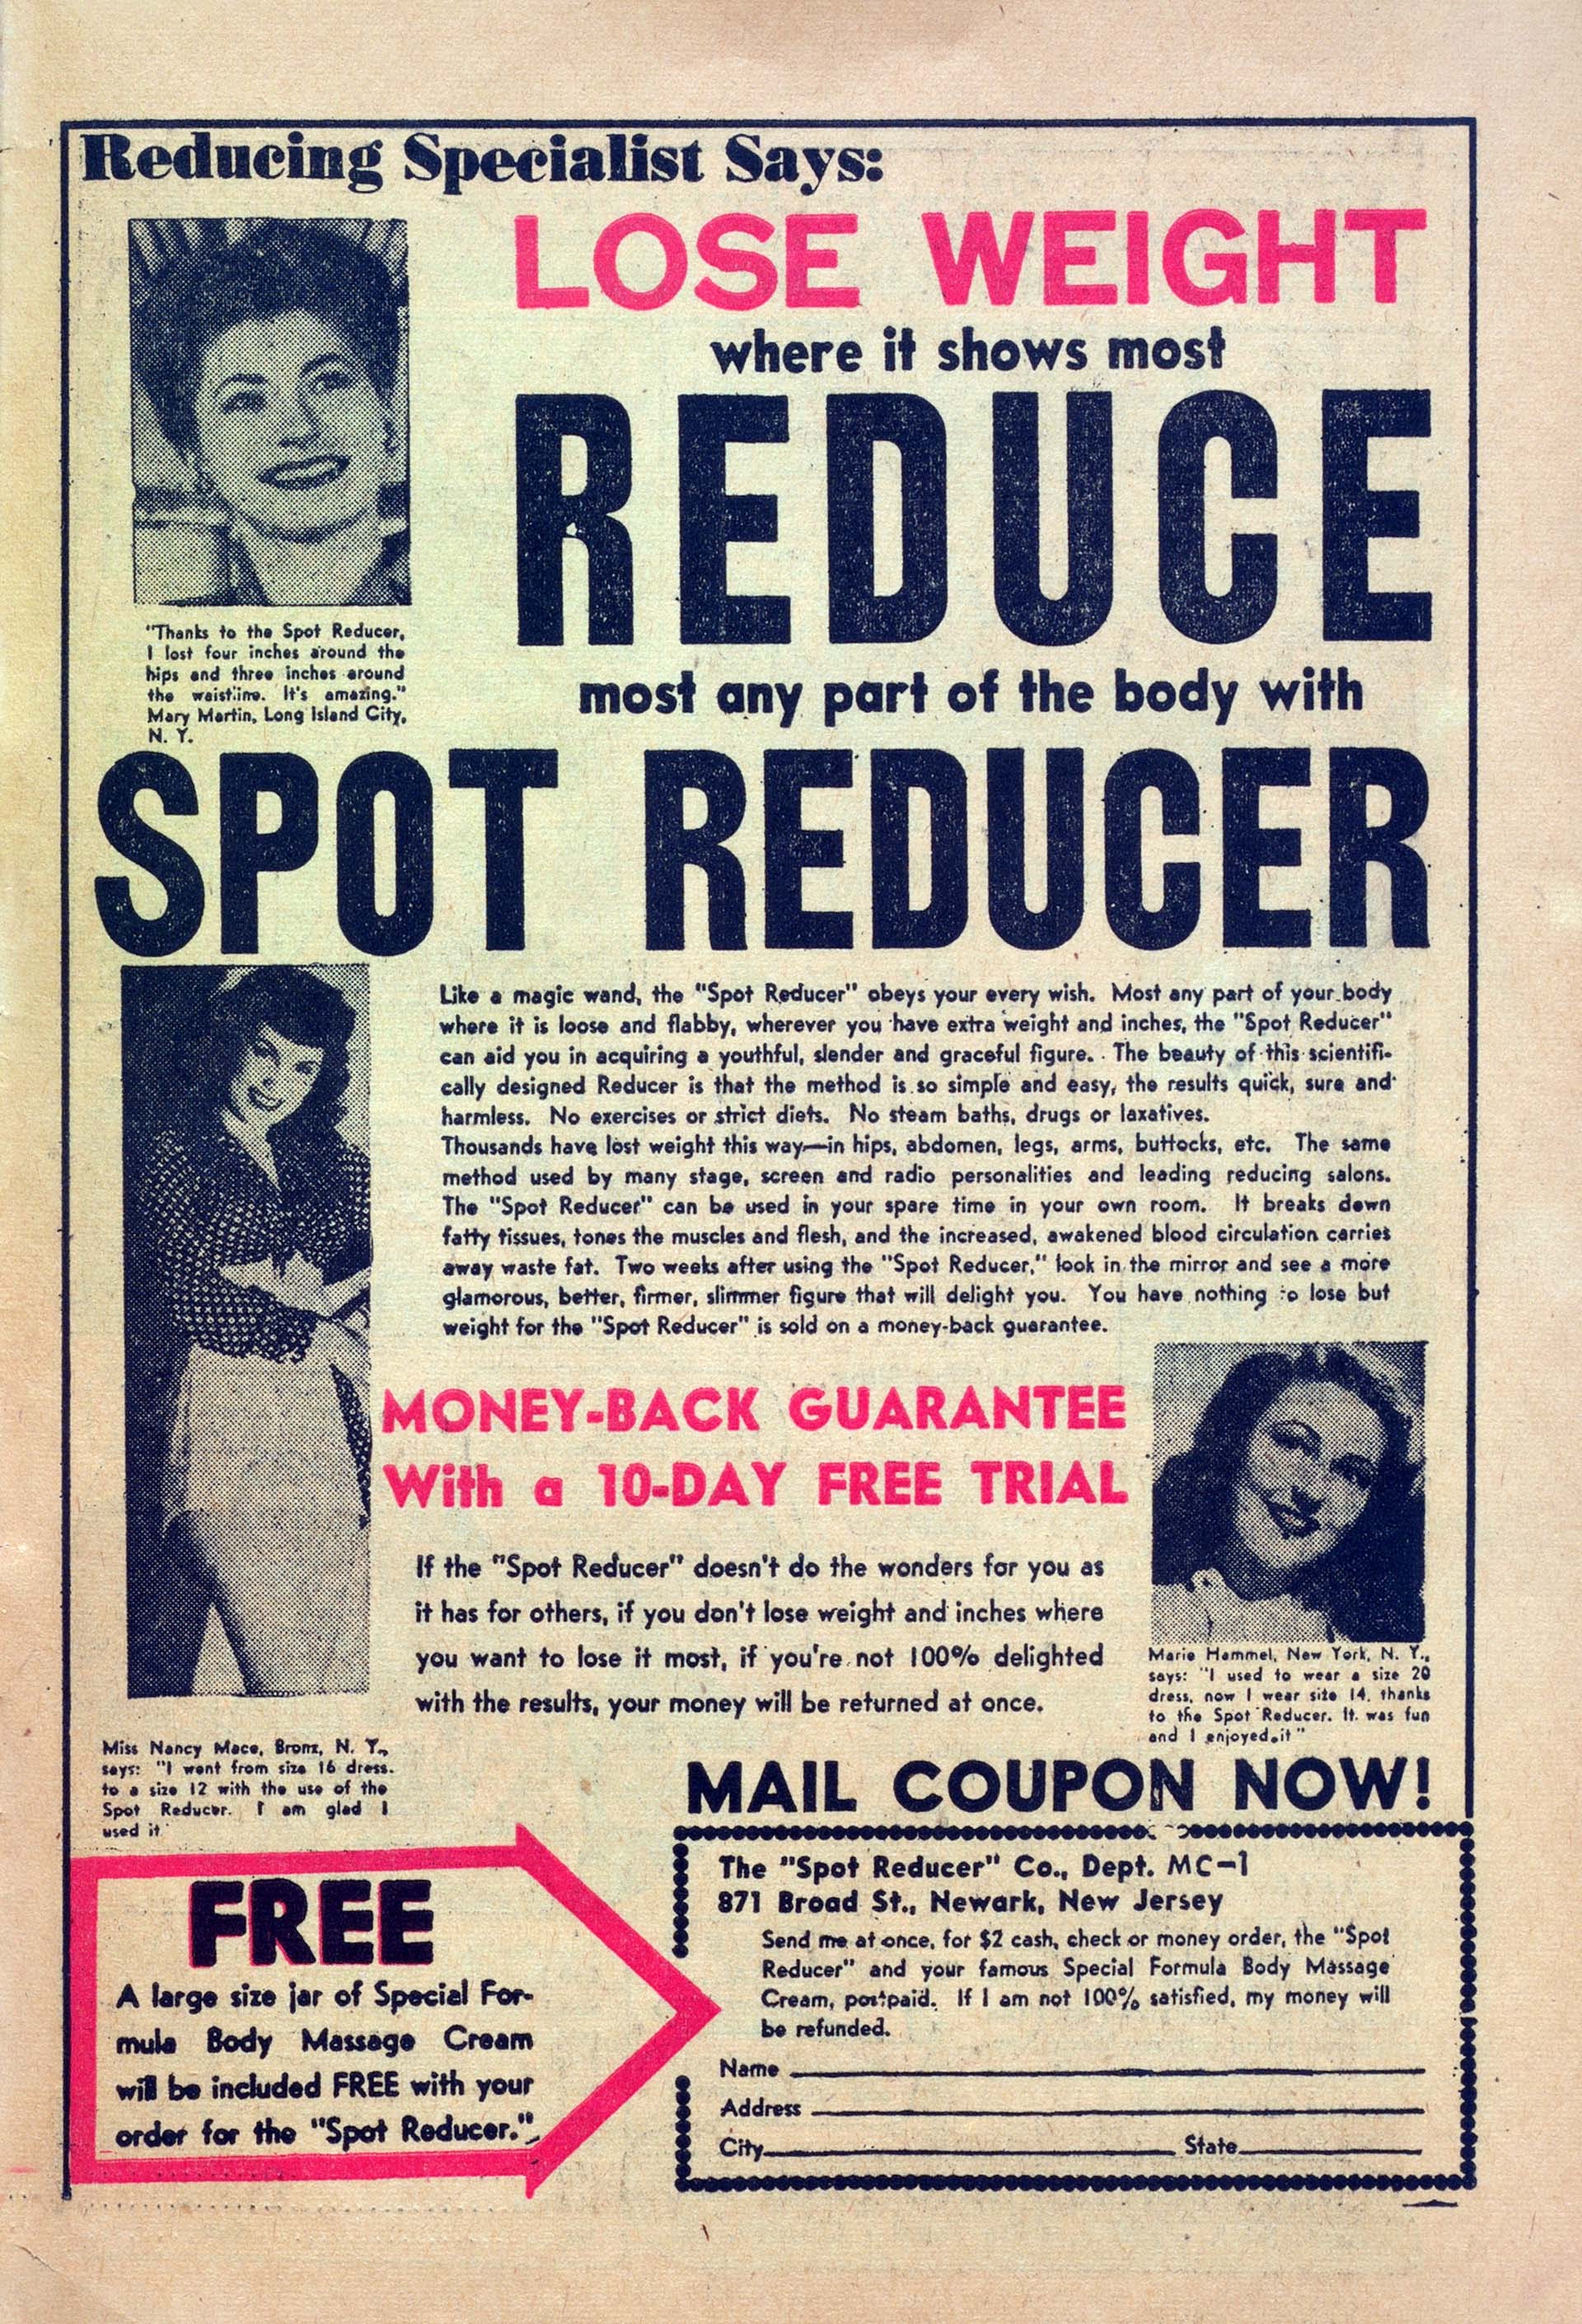 Reducing Specialist Says:
LOSE WEIGHT
where it shows most
REDUCE
most any part of the body with
SPOT REDUCER
"Thanks to the Spot Reducer,
I lost four inches around the
hips and three inches around
the waistline. It's amazing."
Mary Martin, Long Island City,
N. Y.
Like a magic wand, the "Spot Reducer" obeys your every wish. Most any part of your body
where it is loose and flabby, wherever you have extra weight and inches, the "Spot Reducer"
can aid you in acquiring a youthful, slender and graceful figure. The beauty of this scientifi-
cally designed Reducer is that the method is so simple and easy, the results quick, sure and
harmless. No exercises or strict diets. No steam baths, drugs or laxatives.
Thousands have lost weight this way—in hips, abdomen, legs, arms, buttocks, etc. The same
method used by many stage, screen and radio personalities and leading reducing salons.
The "Spot Reducer" can be used in your spare time in your own room. It breaks down
fatty tissues, tones the muscles and flesh, and the increased, awakened blood circulation carries
away waste fat. Two weeks after using the "Spot Reducer," look in the mirror and see a more
glamorous, better, firmer, slimmer figure that will delight you. You have nothing to lose but
weight for the "Spot Reducer" is sold on a money-back guarantee.
MONEY-BACK GUARANTEE
With a 10-DAY FREE TRIAL
If the "Spot Reducer" doesn't do the wonders for you as
it has for others, if you don't lose weight and inches where
you want to lose it most, if you're not 100% delighted
with the results, your money will be returned at once.
Marie Hammel, New York, N. Y.,
says: "I used to wear a size 20
dress, now I wear size 14, thanks
to the Spot Reducer. It was fun
and I enjoyed it"
Miss Nancy Mace, Bronx, N. Y.,
says: "I went from size 16 dress.
to a size 12 with the use of the
Spot Reducer. I am glad I
used it
MAIL COUPON NOW!
The "Spot Reducer" Co., Dept. MC-1
871 Broad St., Newark, New Jersey
Send me at once, for $2 cash, check or money order, the "Spot
Reducer" and your famous Special Formula Body Massage
Cream, postpaid. If I am not 100% satisfied, my money will
be refunded.
Name
Address
City State
FREE
A large size jar of Special For-
mula Body Massage Cream
will be included FREE with your
order for the "Spot Reducer."